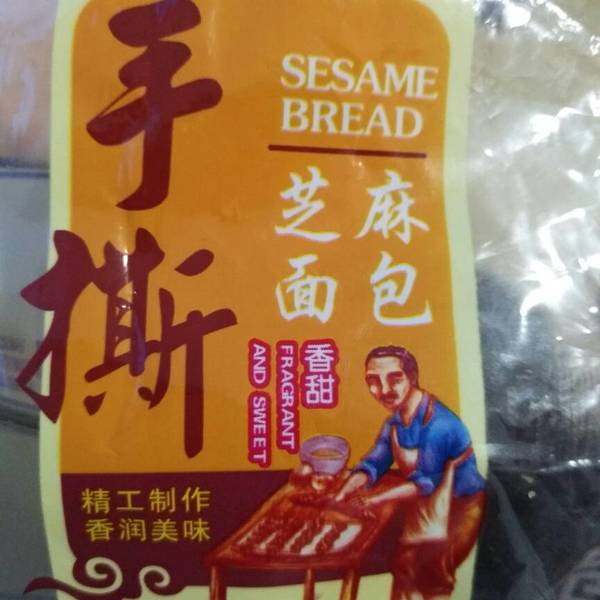 手撕
SESAME
BREAD
芝麻
面包
香甜
FRAGRANT
AND SWEET
精工制作
香润美味